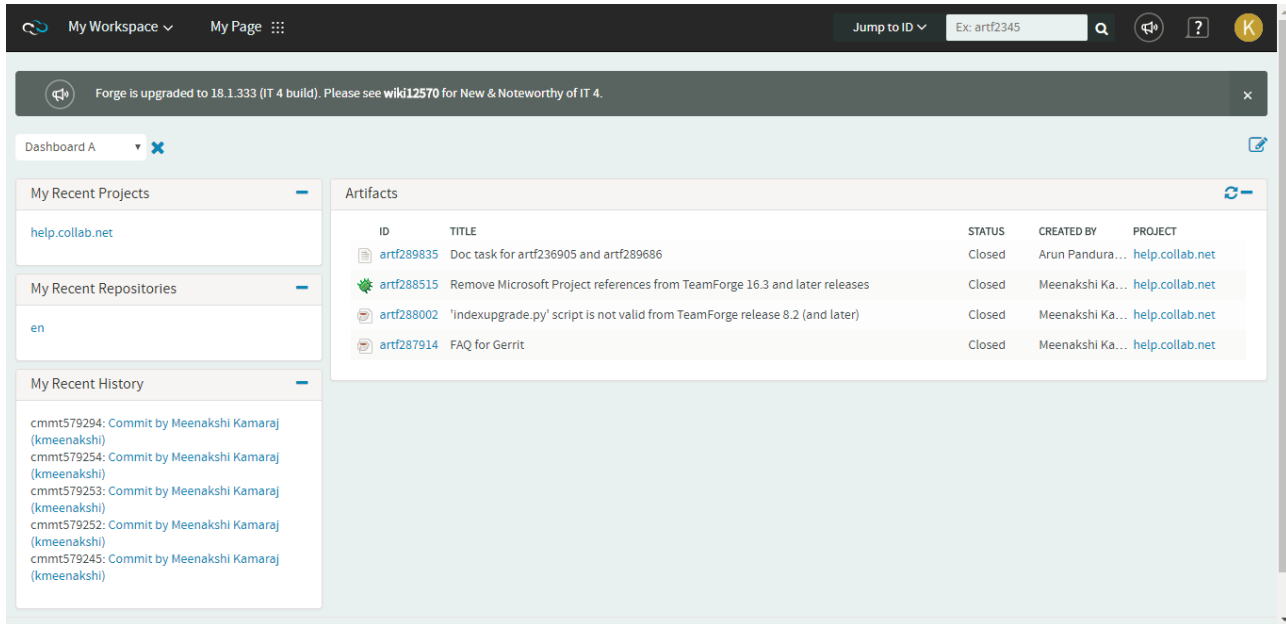 My Workspace My Page Jump to ID Ex: artf2345 ? K
Forge is upgraded to 18.1.333 (IT 4 build). Please see wiki12570 for New & Noteworthy of IT 4. ×
Dashboard A
My Recent Projects
help.collab.net
My Recent Repositories
en
My Recent History
cmmt579294: Commit by Meenakshi Kamaraj
(kmeenakshi)
cmmt579254: Commit by Meenakshi Kamaraj
(kmeenakshi)
cmmt579253: Commit by Meenakshi Kamaraj
(kmeenakshi)
cmmt579252: Commit by Meenakshi Kamaraj
(kmeenakshi)
cmmt579245: Commit by Meenakshi Kamaraj
(kmeenakshi)
Artifacts
ID TITLE STATUS CREATED BY PROJECT
artf289835 Doc task for artf236905 and artf289686 Closed Arun Pandura... help.collab.net
artf288515 Remove Microsoft Project references from TeamForge 16.3 and later releases Closed Meenakshi Ka... help.collab.net
artf288002 'indexupgrade.py' script is not valid from TeamForge release 8.2 (and later) Closed Meenakshi Ka... help.collab.net
artf287914 FAQ for Gerrit Closed Meenakshi Ka... help.collab.net